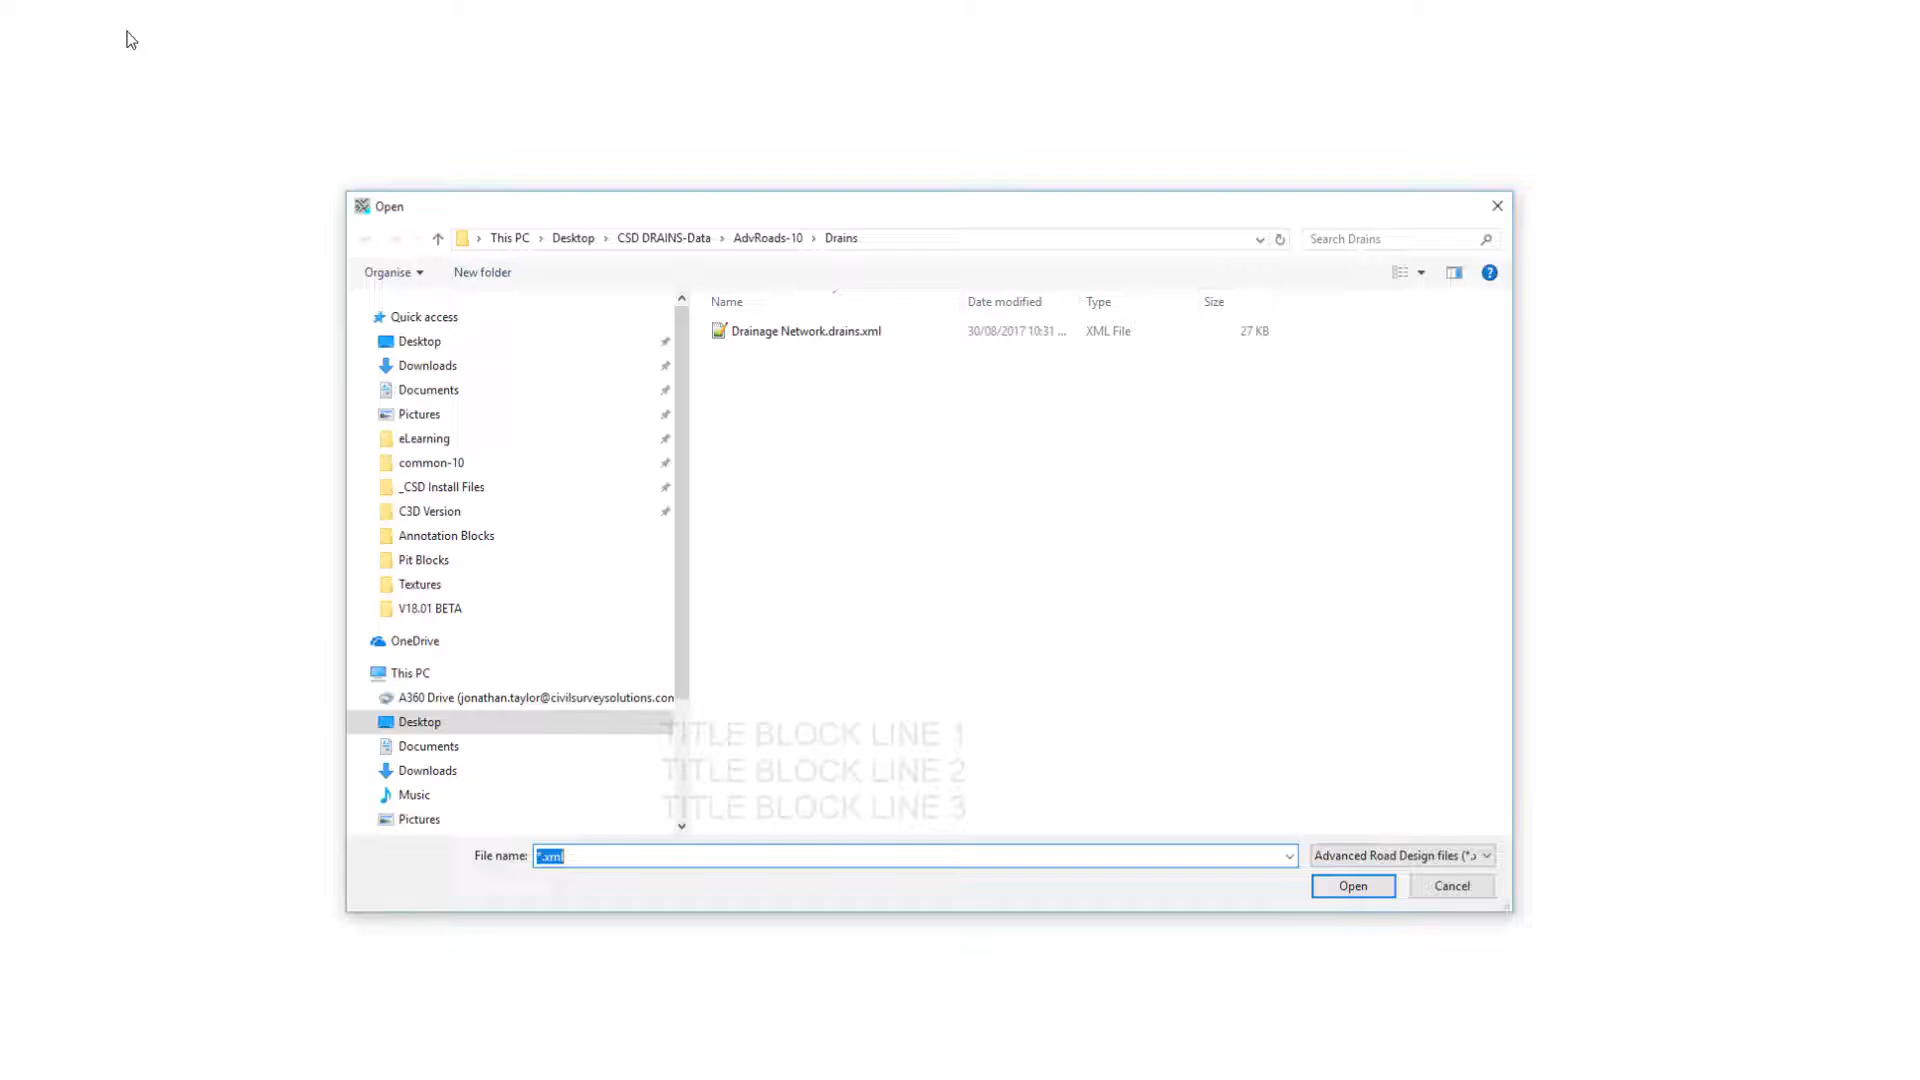 Open
This PC > Desktop > CSD DRAINS-Data > AdvRoads-10 > Drains
Search Drains
Organise
New folder
Name
Date modified
Type
Size
Drainage Network.drains.xml
30/08/2017 10:31 ...
XML File
27 KB
Quick access
Desktop
Downloads
Documents
Pictures
eLearning
common-10
_CSD Install Files
C3D Version
Annotation Blocks
Pit Blocks
Textures
V18.01 BETA
OneDrive
This PC
A360 Drive (jonathan.taylor@civilsurveysolutions.com
Desktop
Documents
Downloads
Music
Pictures
TITLE BLOCK LINE 1
TITLE BLOCK LINE 2
TITLE BLOCK LINE 3
File name:
*.xml
Advanced Road Design files (*.
Open
Cancel